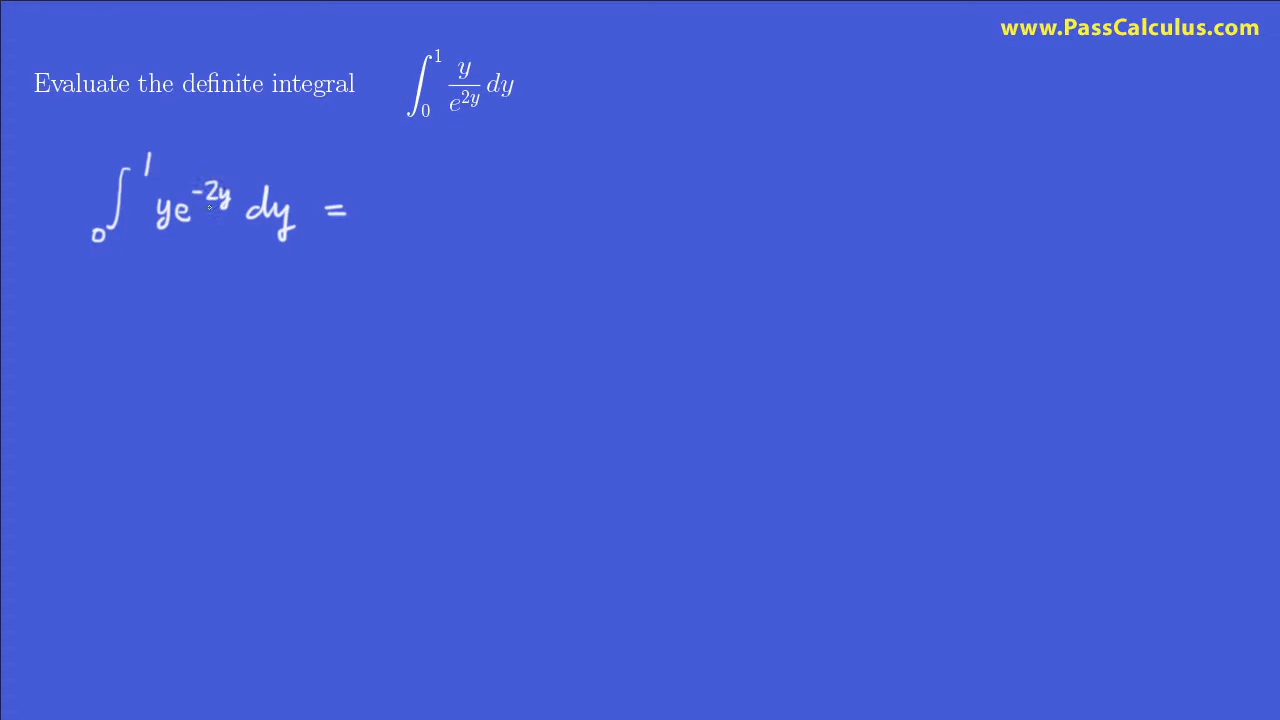 www.PassCalculus.com
Evaluate the definite integral ∫₀¹ y/e^{2y} dy
∫₀¹ ye^{-2y} dy =